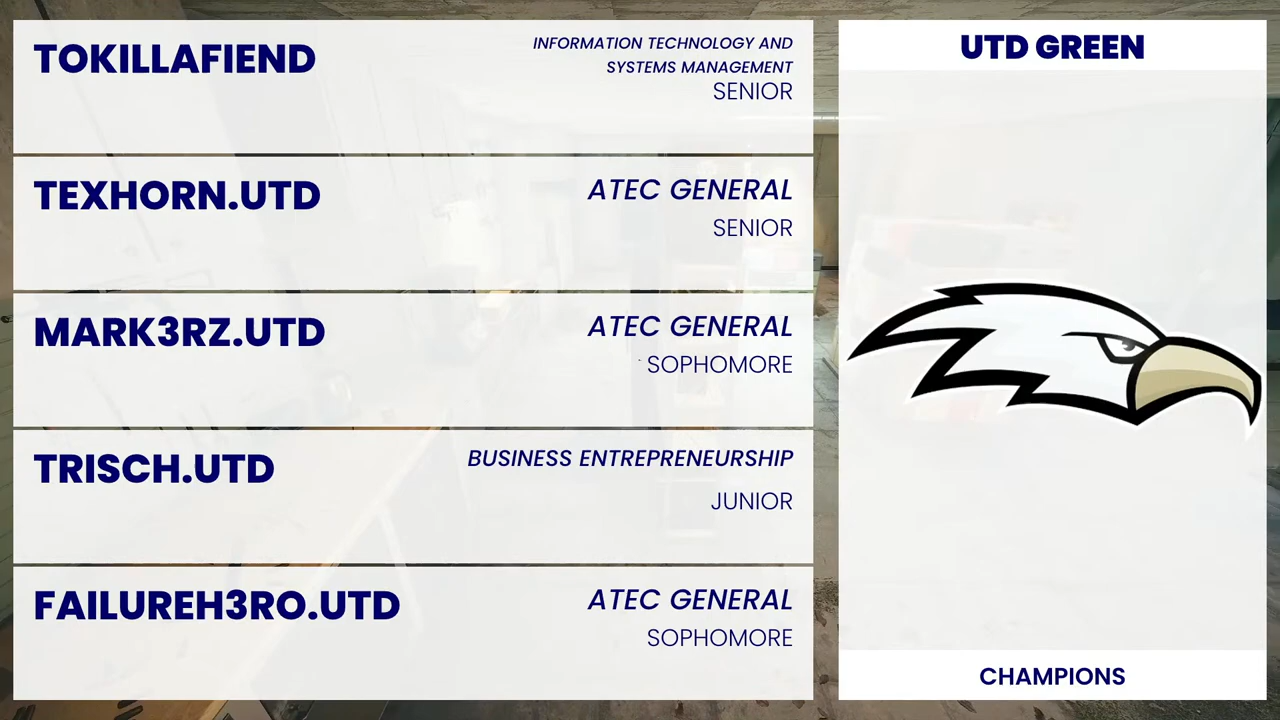 TOKILLAFIEND
INFORMATION TECHNOLOGY AND
SYSTEMS MANAGEMENT
SENIOR
TEXHORN.UTD
ATEC GENERAL
SENIOR
MARK3RZ.UTD
ATEC GENERAL
SOPHOMORE
TRISCH.UTD
BUSINESS ENTREPRENEURSHIP
JUNIOR
FAILUREH3RO.UTD
ATEC GENERAL
SOPHOMORE
UTD GREEN
CHAMPIONS